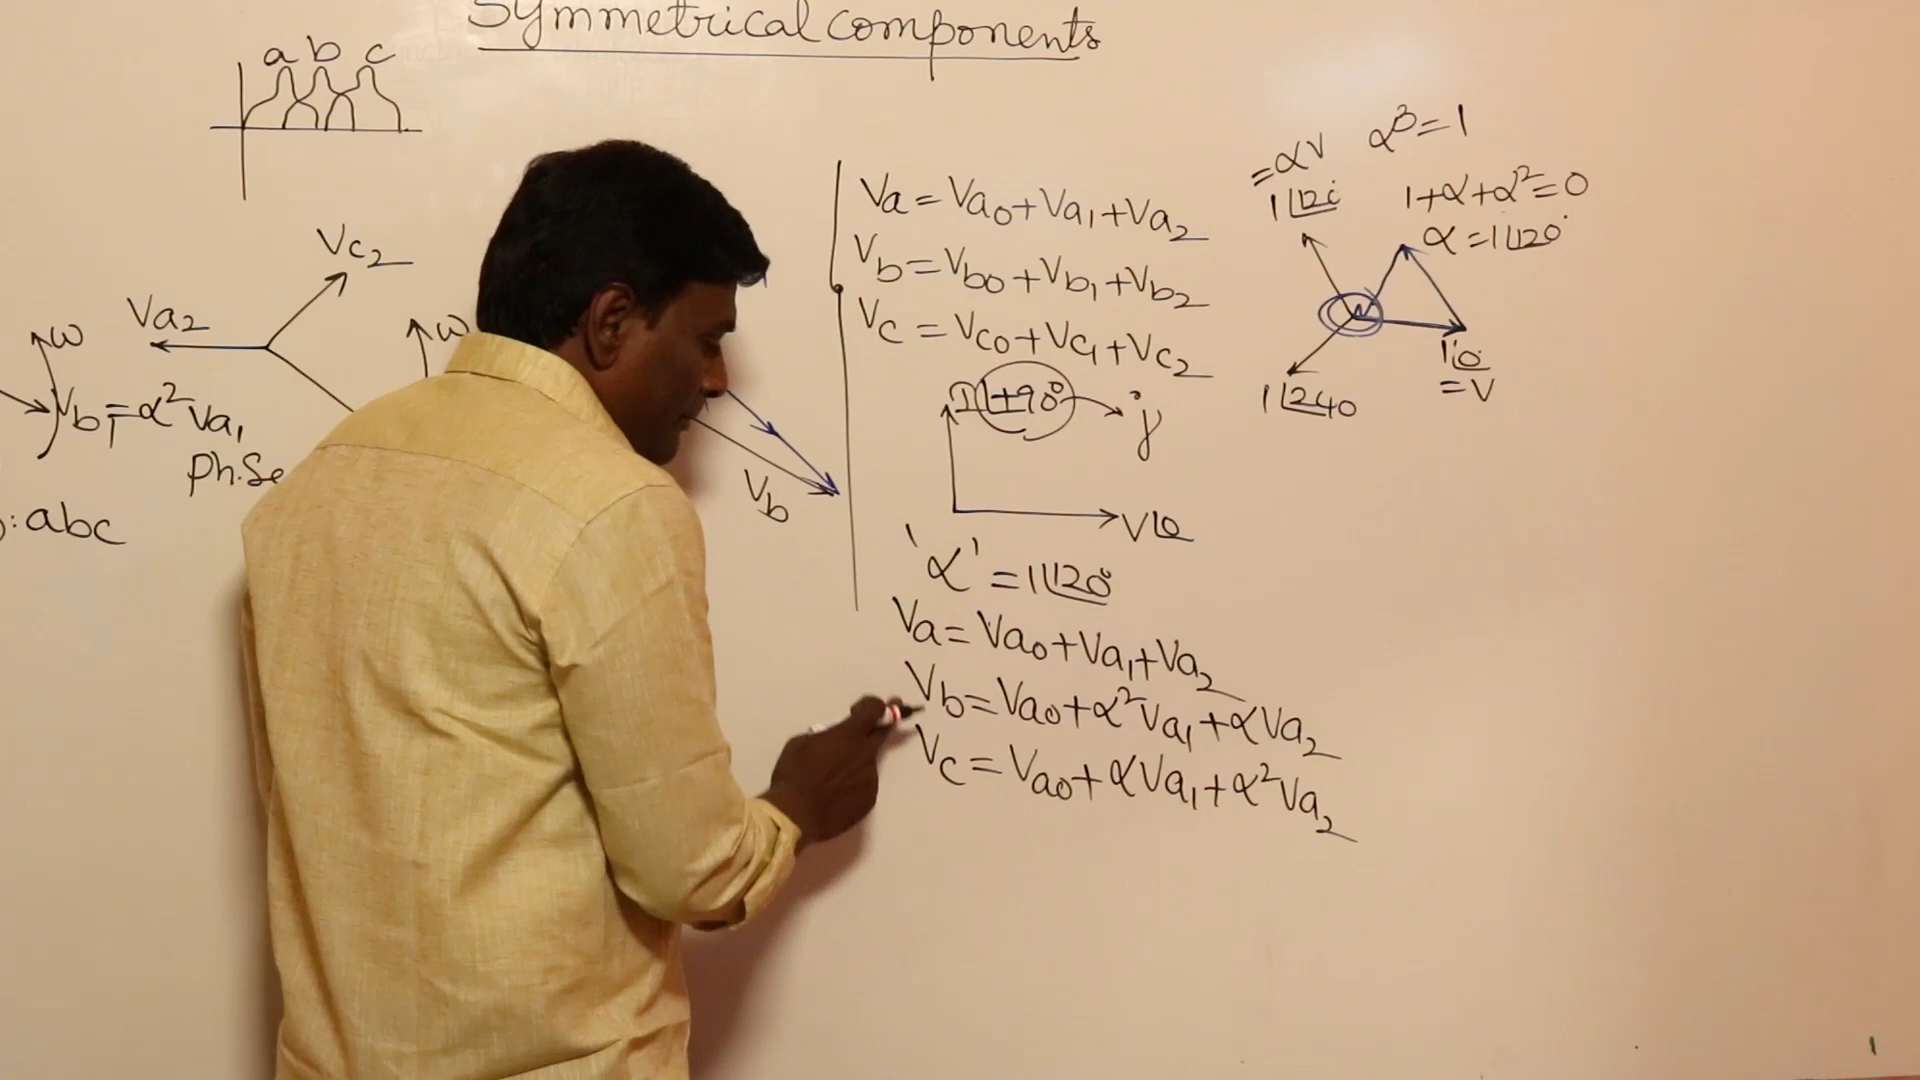 Symmetrical components
a b c
Vc2
Va2
ω
ω
Vb1=α²Va1
Ph.Se
:abc
Vb
Va=Va0+Va1+Va2
Vb=Vb0+Vb1+Vb2
Vc=Vc0+Vc1+Vc2
1∠+90° j
V∠0
'α'=1∠120°
Va=Va0+Va1+Va2
Vb=Va0+α²Va1+αVa2
Vc=Va0+αVa1+α²Va2
=αV α³=1
1∠120 1+α+α²=0
α=1∠120°
1∠0
=V
1∠240